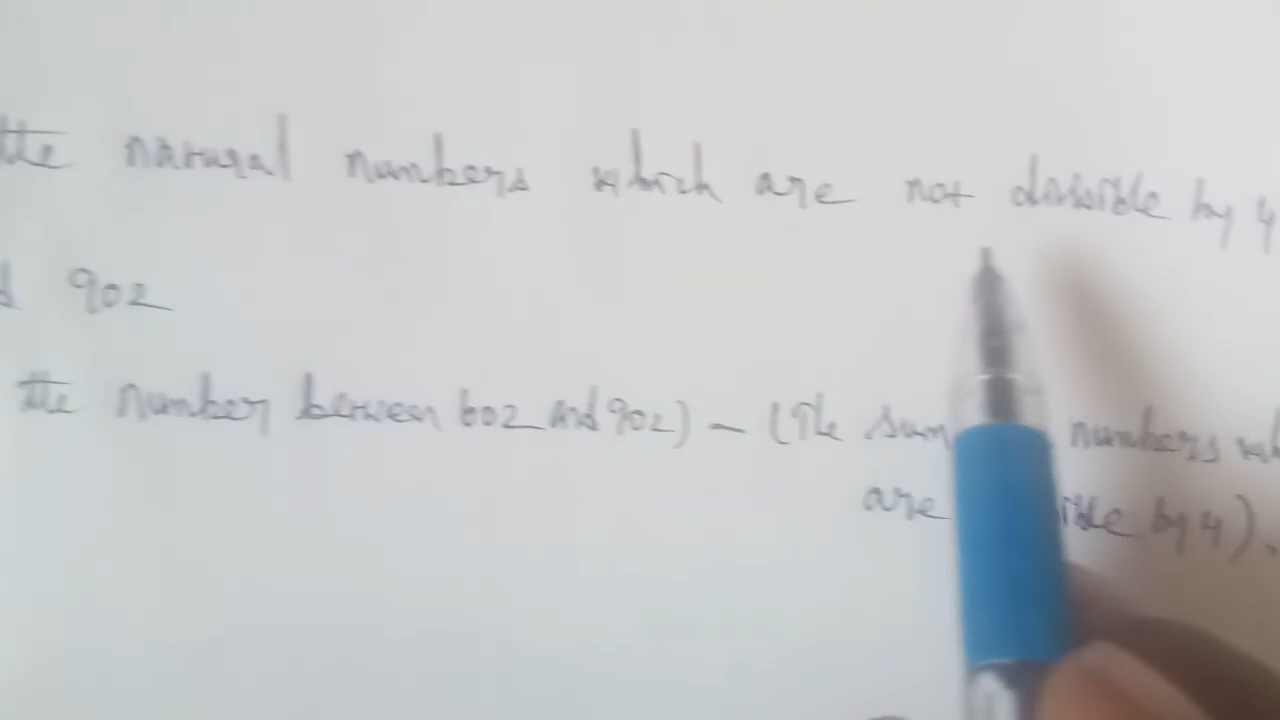 the natural numbers which are not divisible by 4
902
the number between 602 and 902) - (The sum numbers
are by 4).